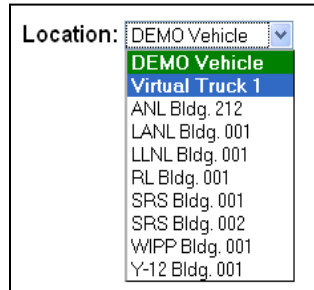 Location: DEMO Vehicle
DEMO Vehicle
Virtual Truck 1
ANL Bldg. 212
LANL Bldg. 001
LLNL Bldg. 001
RL Bldg. 001
SRS Bldg. 001
SRS Bldg. 002
WIPP Bldg. 001
Y-12 Bldg. 001